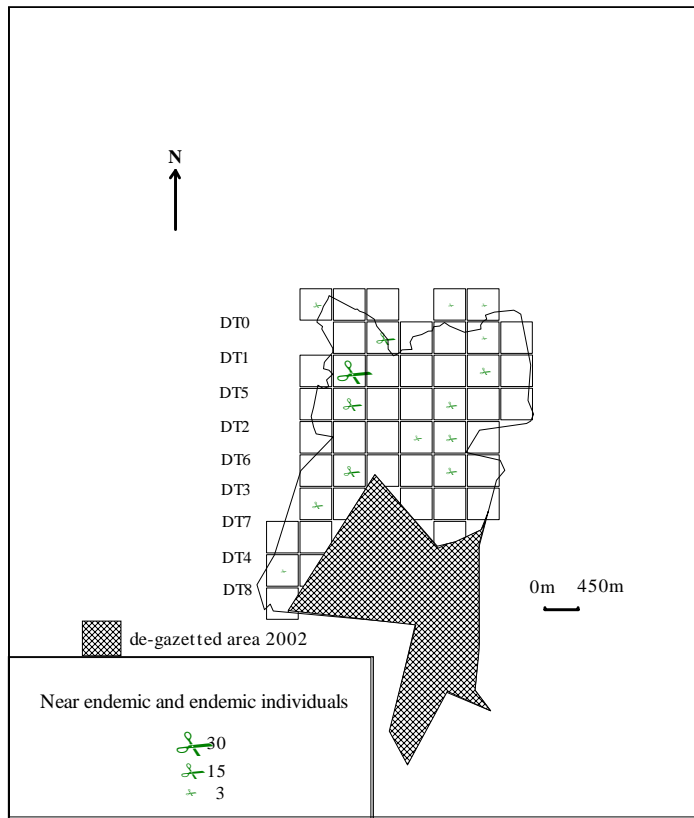 N
DT0
DT1
DT5
DT2
DT6
DT3
DT7
DT4
DT8
0m 450m
de-gazetted area 2002
Near endemic and endemic individuals
30
15
3